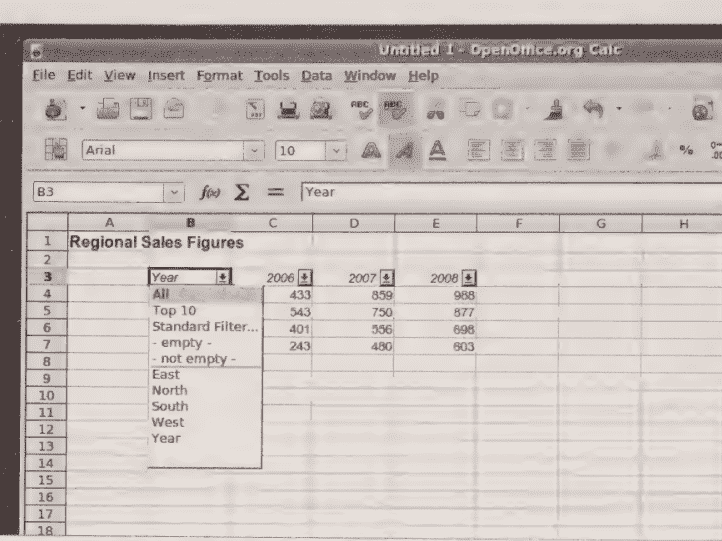 Untitled 1 - OpenOffice.org Calc
File Edit View Insert Format Tools Data Window Help
PDF ABC ABC
Arial 10 A A A %
B3 f(x) Σ = Year
A B C D E F G H
1 Regional Sales Figures
2
3 Year 2006 2007 2008
4 All 433 859 988
5 Top 10 543 750 877
6 Standard Filter... 401 556 698
7 - empty - 243 480 603
- not empty -
8
East
9
North
10
South
11
West
12
Year
13
14
15
16
17
18